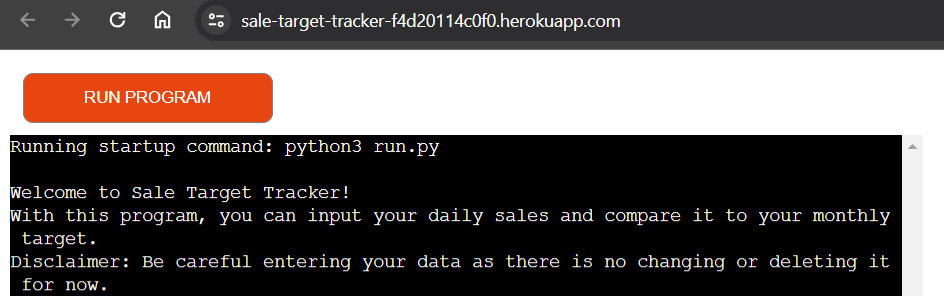 sale-target-tracker-f4d20114c0f0.herokuapp.com
RUN PROGRAM
Running startup command: python3 run.py
Welcome to Sale Target Tracker!
With this program, you can input your daily sales and compare it to your monthly
target.
Disclaimer: Be careful entering your data as there is no changing or deleting it
for now.